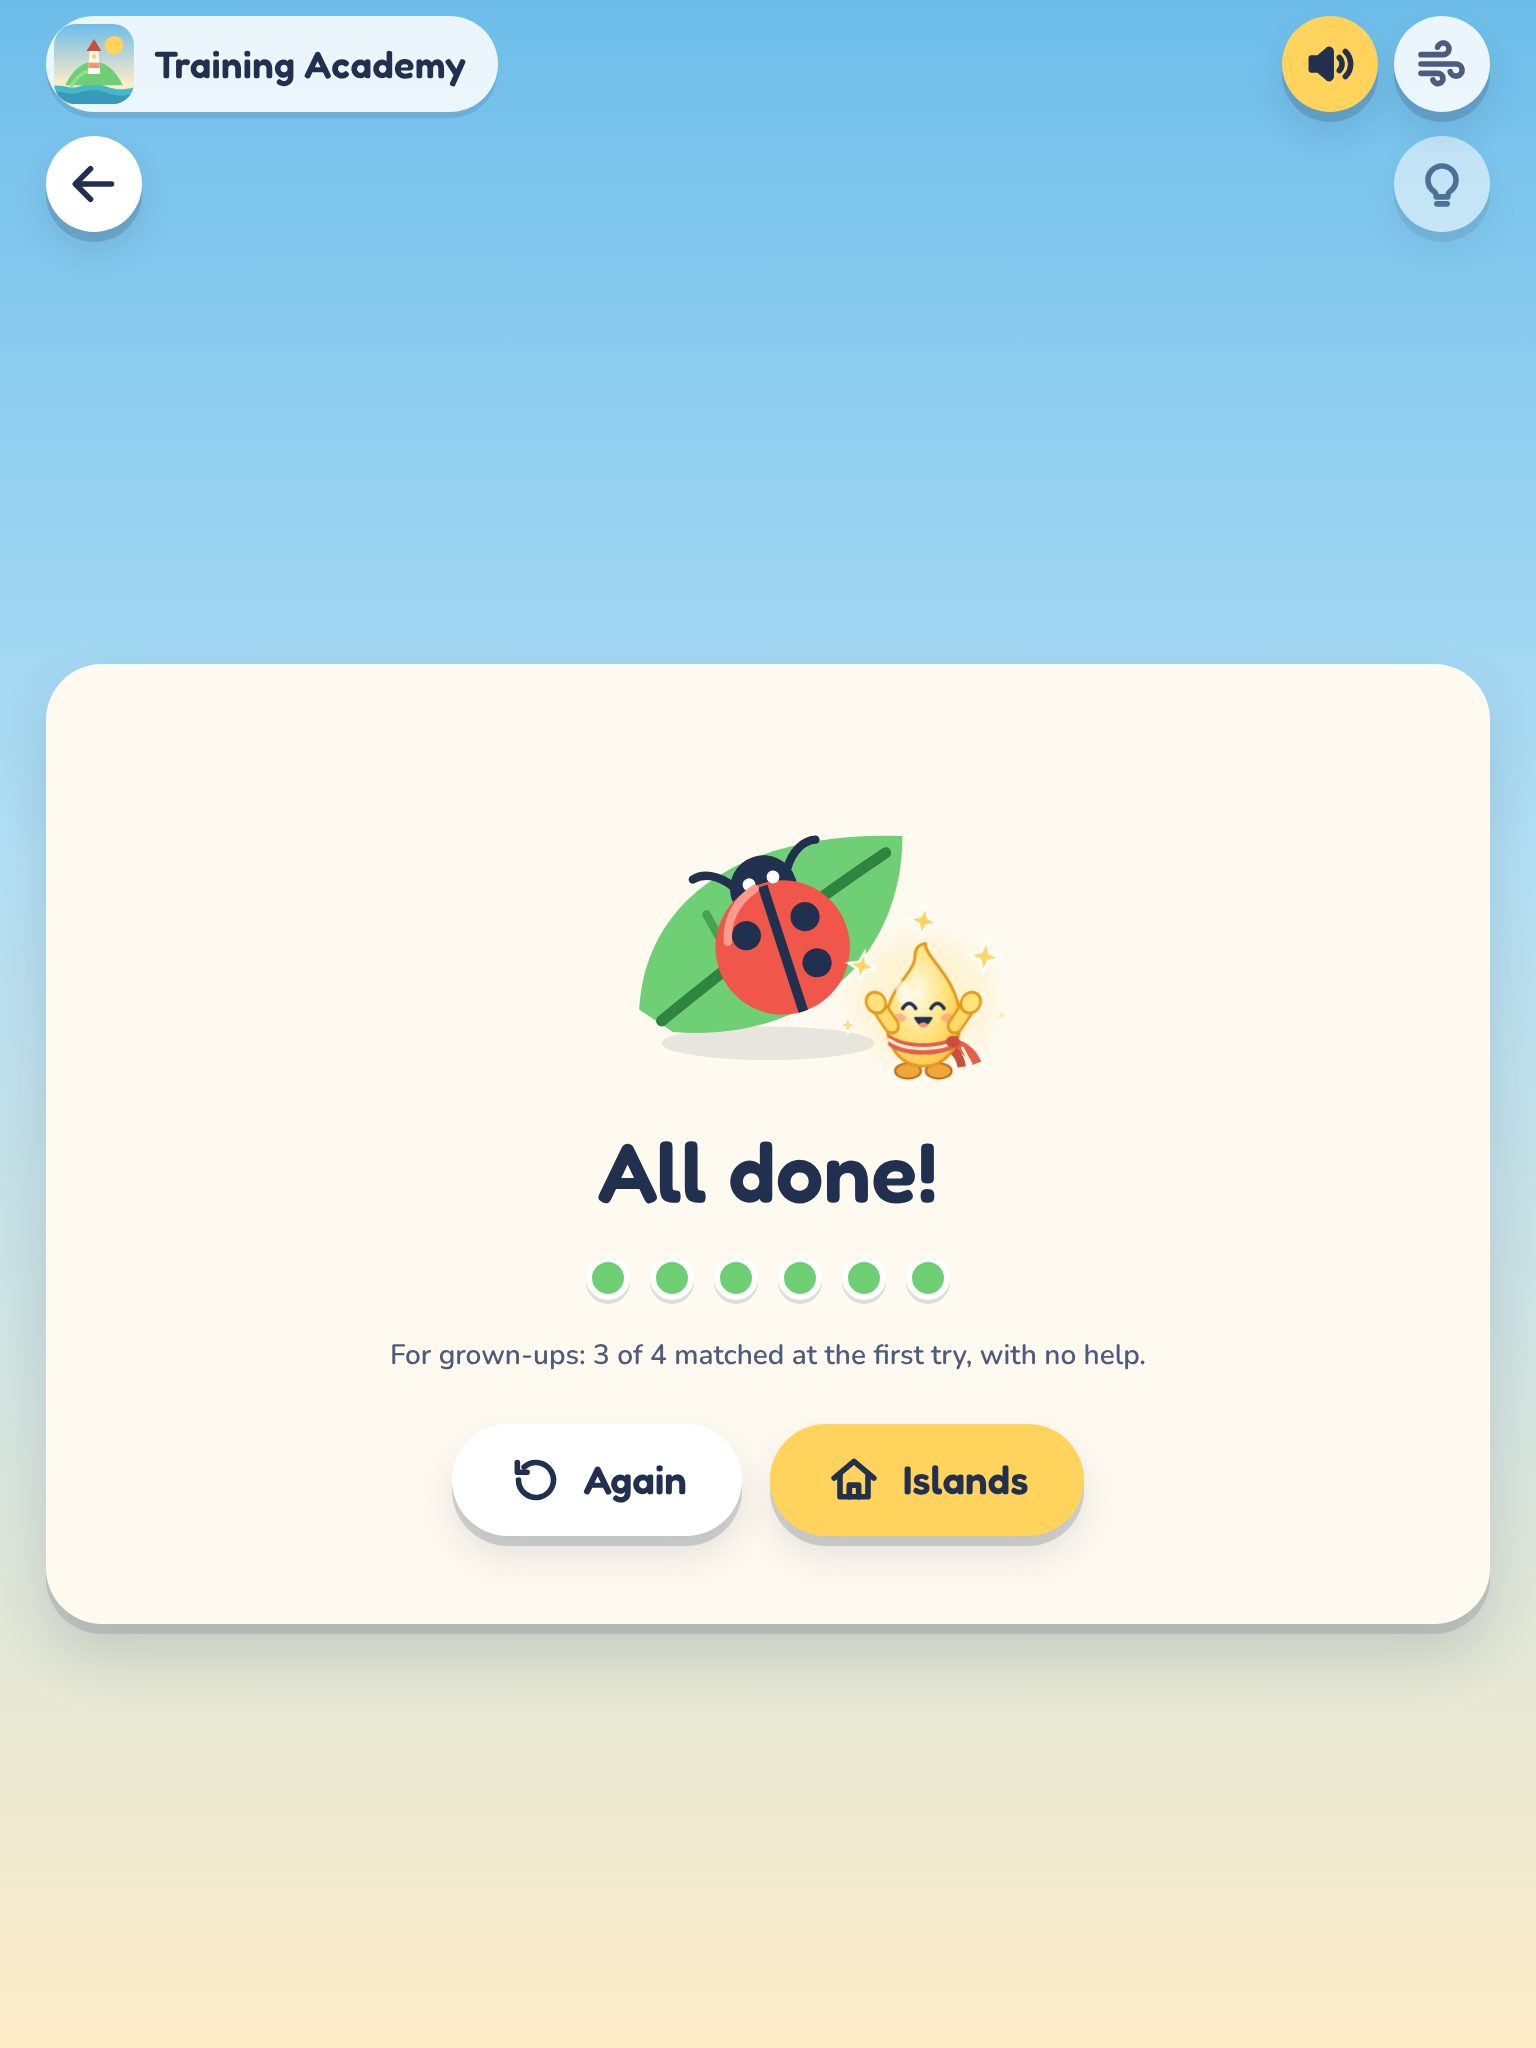 Training Academy
All done!
For grown-ups: 3 of 4 matched at the first try, with no help.
Again
Islands